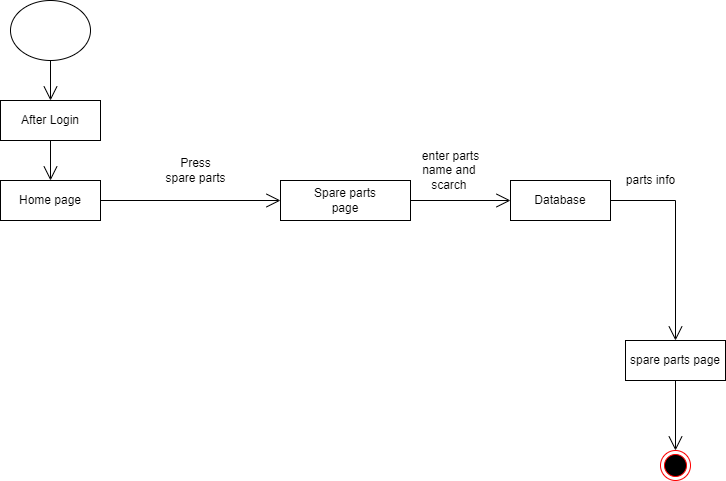 After Login
Press
spare parts
enter parts
name and
scarch
parts info
Home page
Spare parts
page
Database
spare parts page